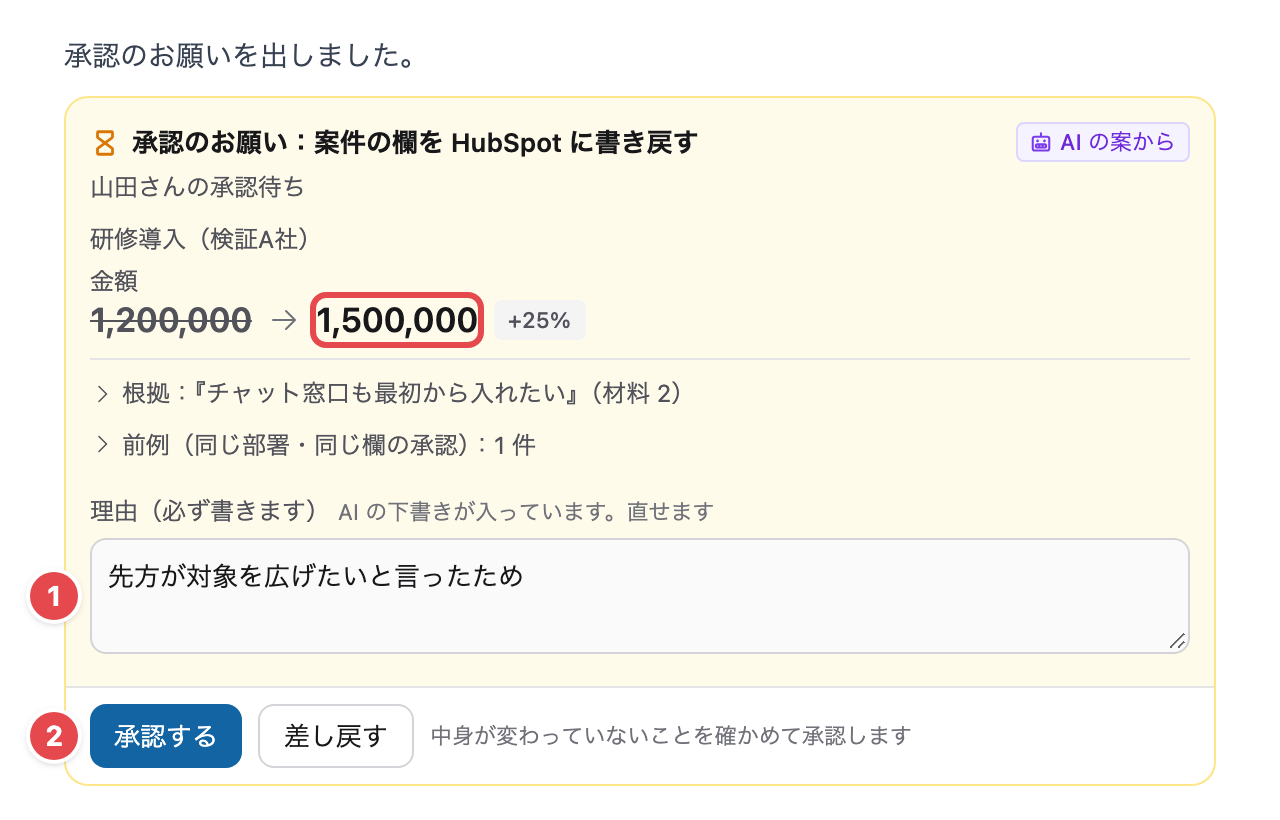 承認のお願いを出しました。
承認のお願い：案件の欄を HubSpot に書き戻す
AI の案から
山田さんの承認待ち
研修導入（検証A社）
金額
1,200,000 → 1,500,000 +25%
根拠：『チャット窓口も最初から入れたい』（材料 2）
前例（同じ部署・同じ欄の承認）：1 件
理由（必ず書きます） AI の下書きが入っています。直せます
1
先方が対象を広げたいと言ったため
2
承認する 差し戻す 中身が変わっていないことを確かめて承認します